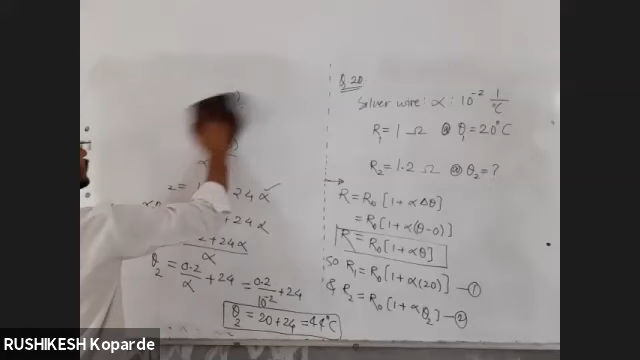 Q.20
Silver wire: α: 10⁻² 1/°C
R₁ = 1 Ω @ θ₁ = 20°C
R₂ = 1.2 Ω @ θ₂ = ?
R = R₀ [1 + α Δθ]
= R₀ [1 + α(θ-0)]
R = R₀ [1 + αθ]
so R₁ = R₀ [1 + α(20)] — ①
& R₂ = R₀ [1 + αθ₂] — ②
24 α
+ 24 α
2 + 24α
α
θ₂ = 0.2/α + 24 = 0.2/10⁻² + 24
θ₂ = 20 + 24 = 44°C
RUSHIKESH Koparde